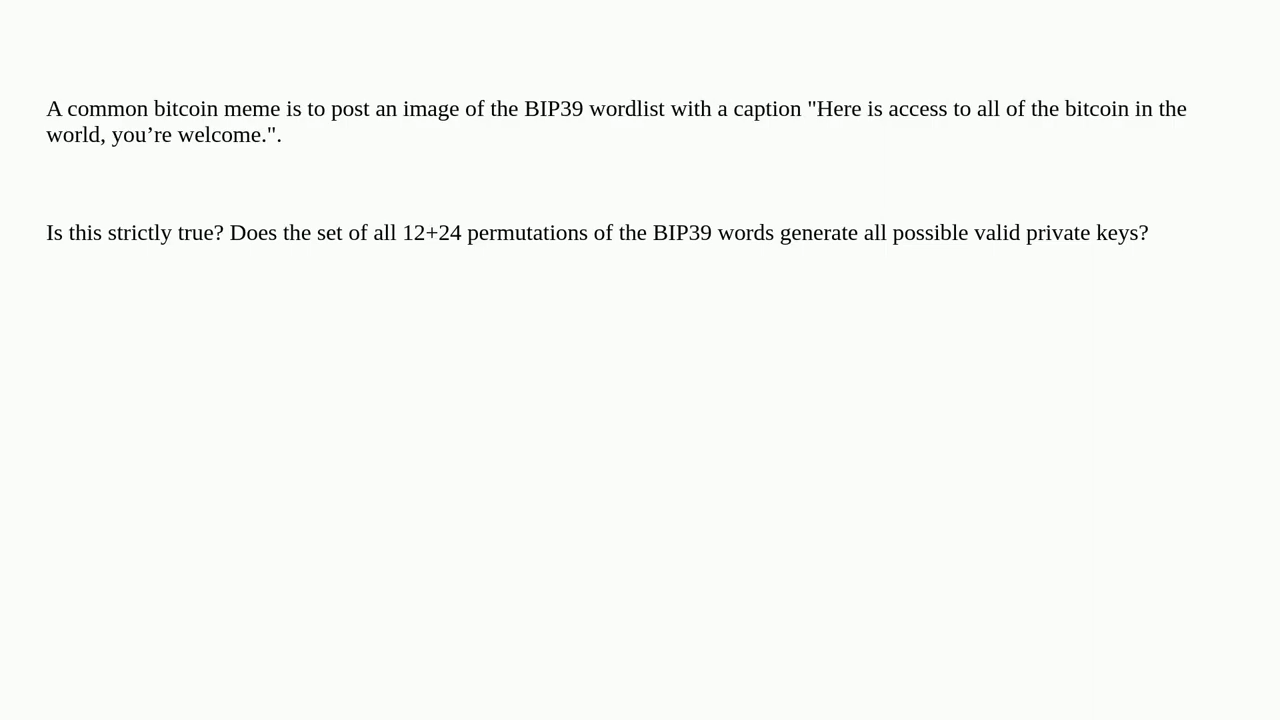 A common bitcoin meme is to post an image of the BIP39 wordlist with a caption "Here is access to all of the bitcoin in the
world, you’re welcome.".
Is this strictly true? Does the set of all 12+24 permutations of the BIP39 words generate all possible valid private keys?